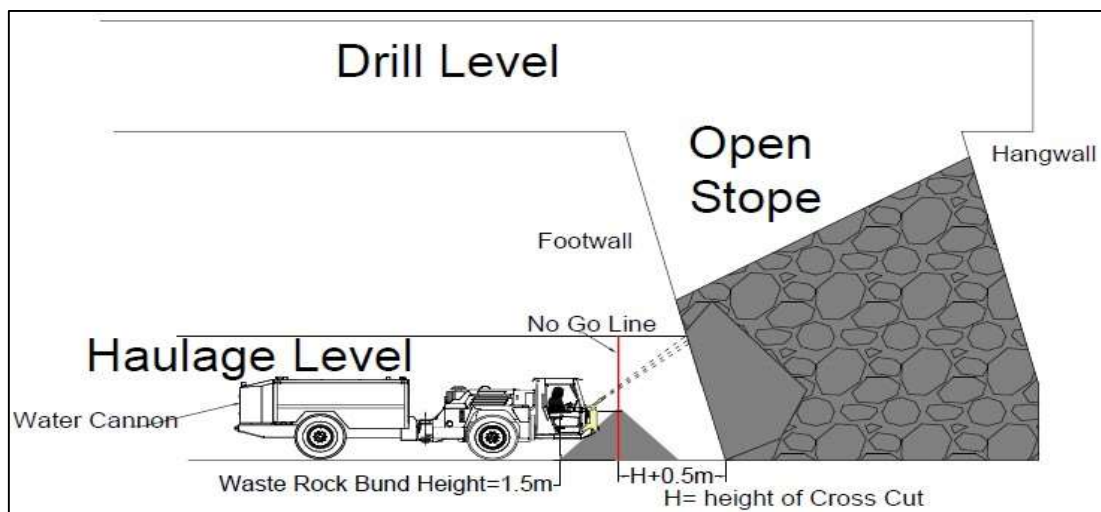 Drill Level
Open
Stope
Hangwall
Footwall
No Go Line
Haulage Level
Water Cannon
Waste Rock Bund Height=1.5m
H+0.5m
H= height of Cross Cut